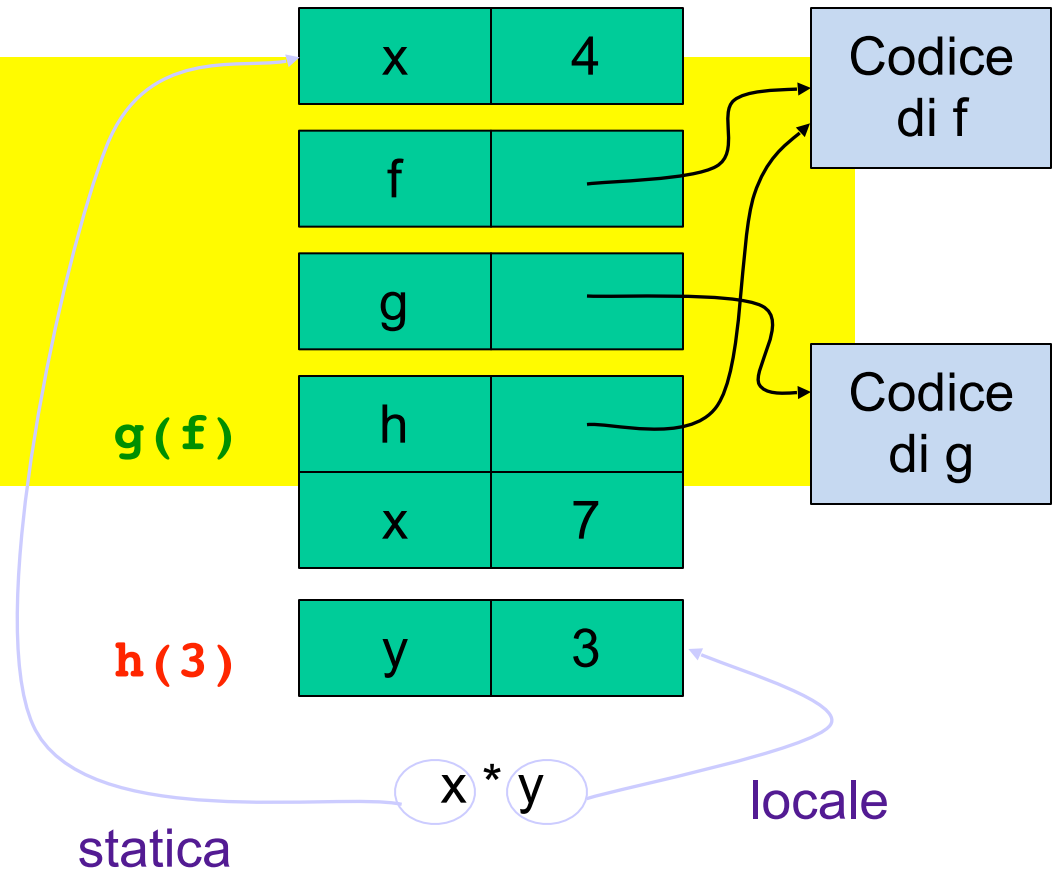 x 4
Codice
di f
f
g
Codice
di g
g(f)
h
x 7
h(3)
y 3
x * y
locale
statica